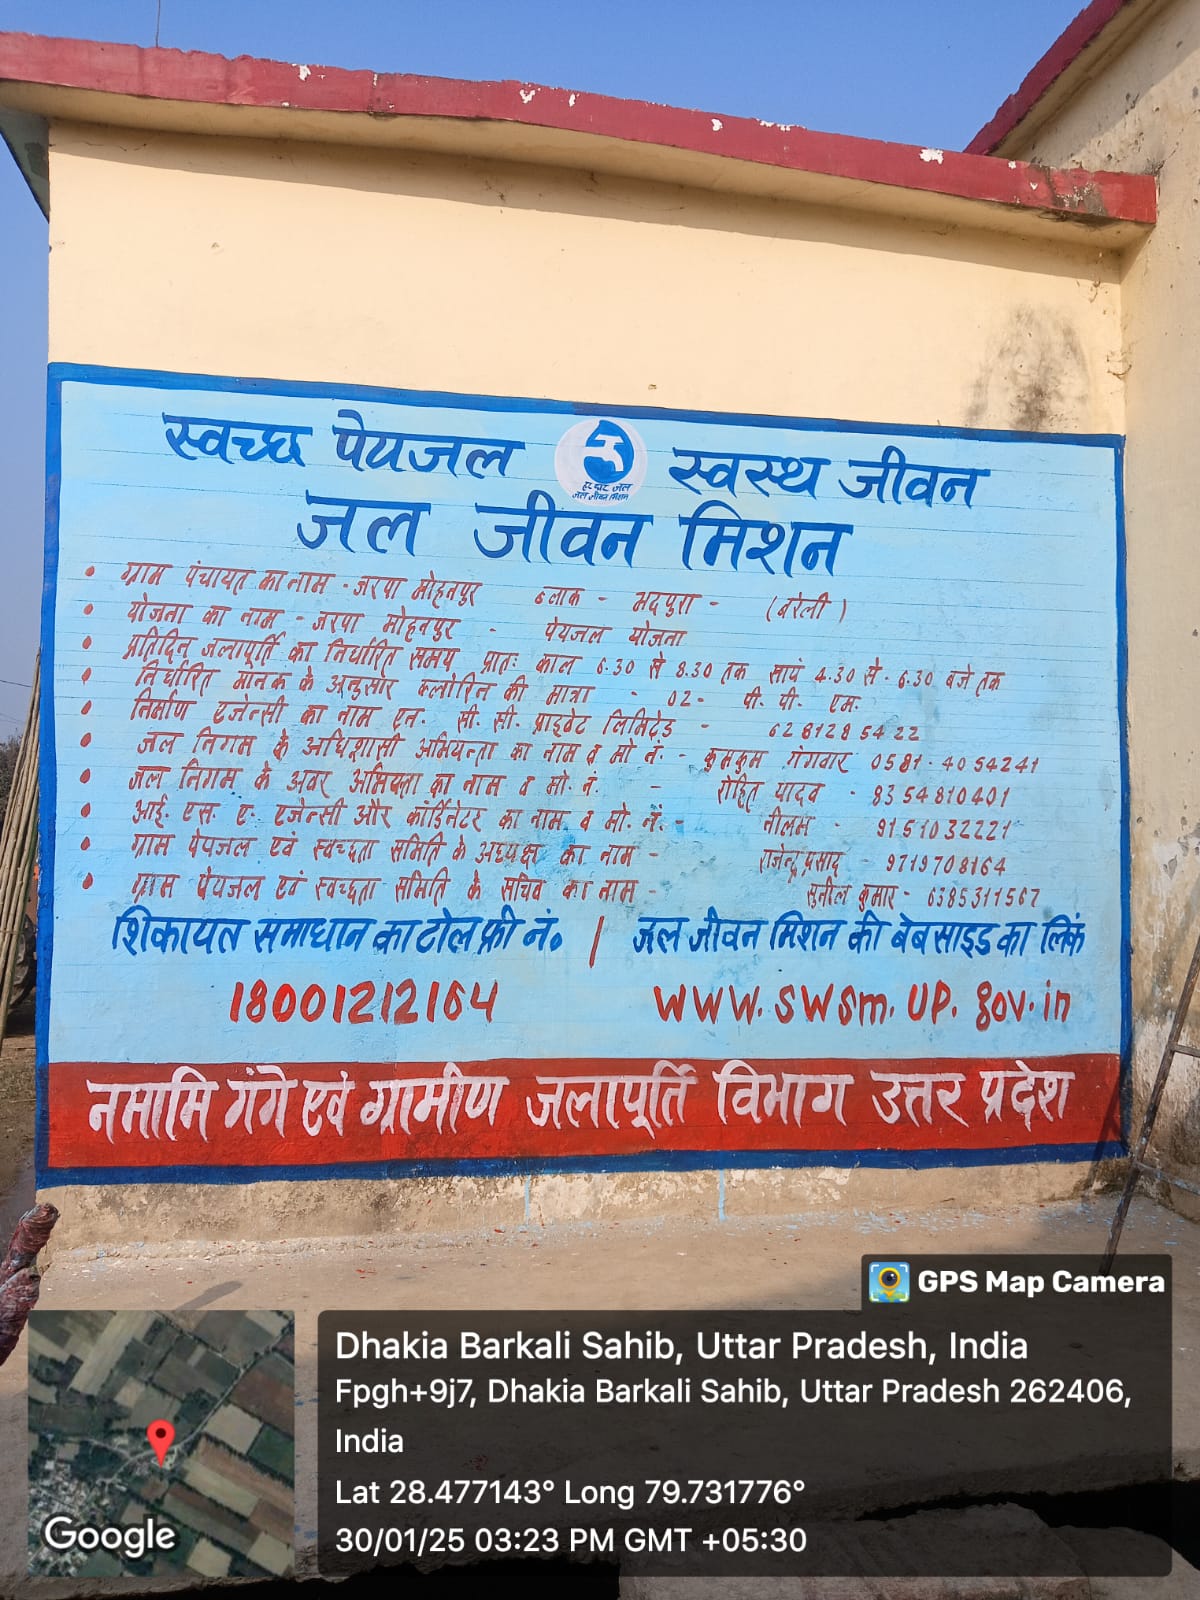 स्वच्छ पेयजल स्वस्थ जीवन
हर घर जल
जल जीवन मिशन
जल जीवन मिशन
• ग्राम पंचायत का नाम - जरपा मोहनपुर ब्लाक - भदपुरा - (बरेली)
• योजना का नाम - जरपा मोहनपुर - पेयजल योजना
• प्रतिदिन जलापूर्ति का निर्धारित समय प्रातः काल 6.30 से 8.30 तक सायं 4.30 से - 6.30 बजे तक
• निर्धारित मानक के अनुसार क्लोरिन की मात्रा - 02 - पी. पी. एम.
• निर्माण एजेन्सी का नाम एन. सी. सी. प्राइवेट लिमिटेड - 6281285422
• जल निगम के अधिशासी अभियन्ता का नाम व मो. नं. - कुमकुम गंगवार 0581-4054241
• जल निगम के अवर अभियन्ता का नाम व मो. नं. - रोहित यादव - 8354810401
• आई. एस. ए. एजेन्सी और कॉर्डिनेटर का नाम व मो. नं. - नीलम - 9151032221
• ग्राम पेयजल एवं स्वच्छता समिति के अध्यक्ष का नाम - राजेन्द्र प्रसाद - 9719708164
• ग्राम पेयजल एवं स्वच्छता समिति के सचिव का नाम - सुनील कुमार - 6385311567
शिकायत समाधान का टोल फ्री नं. | जल जीवन मिशन की बेबसाइड का लिंक
18001212164 www.swsm.UP.gov.in
नमामि गंगे एवं ग्रामीण जलापूर्ति विभाग उत्तर प्रदेश
GPS Map Camera
Dhakia Barkali Sahib, Uttar Pradesh, India
Fpgh+9j7, Dhakia Barkali Sahib, Uttar Pradesh 262406,
India
Lat 28.477143° Long 79.731776°
30/01/25 03:23 PM GMT +05:30
Google